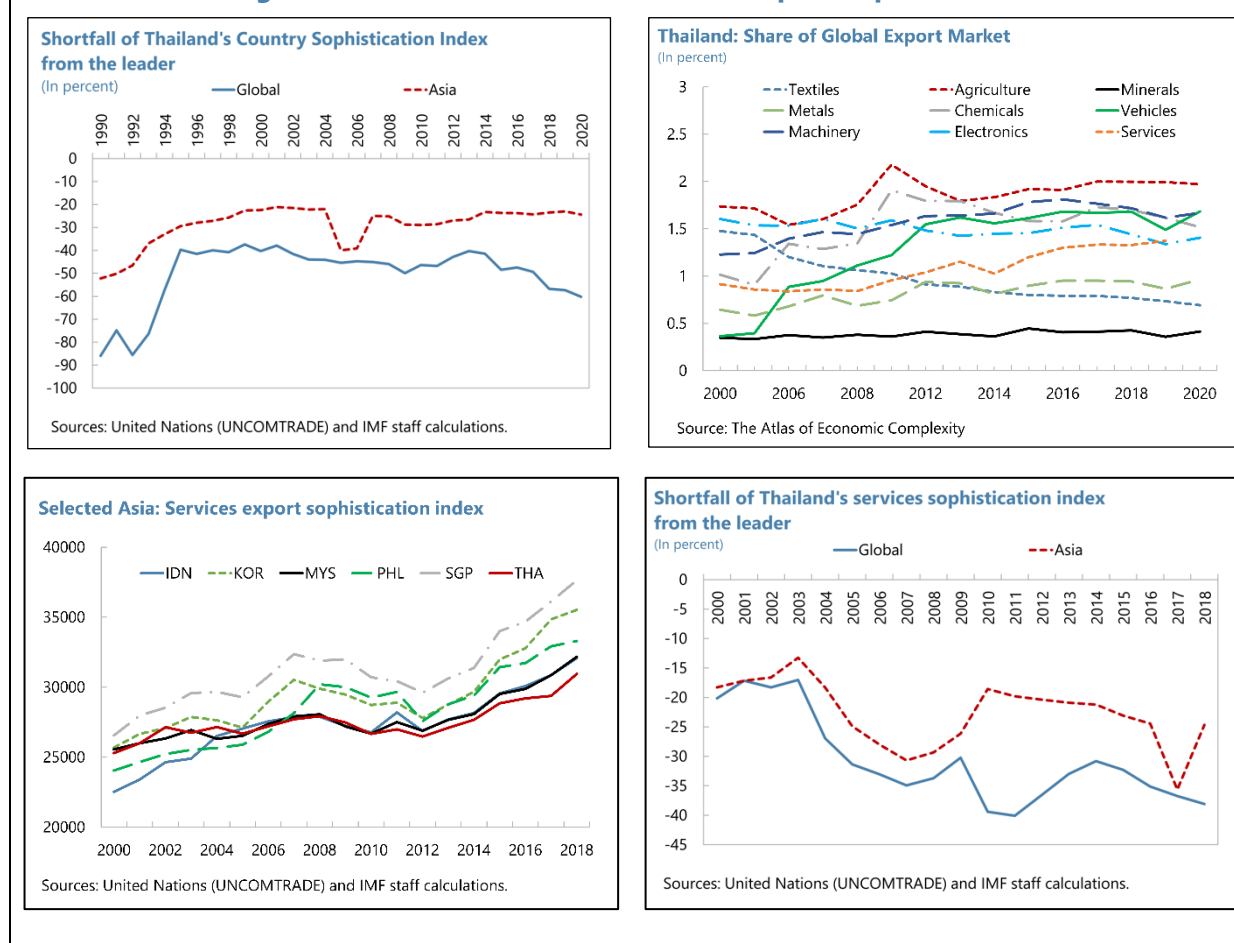 Shortfall of Thailand's Country Sophistication Index
from the leader
(In percent)
Global Asia
1990 1992 1994 1996 1998 2000 2002 2004 2006 2008 2010 2012 2014 2016 2018 2020
0
-10
-20
-30
-40
-50
-60
-70
-80
-90
-100
Sources: United Nations (UNCOMTRADE) and IMF staff calculations.
Thailand: Share of Global Export Market
(In percent)
Textiles Agriculture Minerals
Metals Chemicals Vehicles
Machinery Electronics Services
3
2.5
2
1.5
1
0.5
0
2000 2006 2008 2012 2014 2016 2018 2020
Source: The Atlas of Economic Complexity
Selected Asia: Services export sophistication index
40000
IDN KOR MYS PHL SGP THA
35000
30000
25000
20000
2000 2002 2004 2006 2008 2010 2012 2014 2016 2018
Sources: United Nations (UNCOMTRADE) and IMF staff calculations.
Shortfall of Thailand's services sophistication index
from the leader
(In percent)
Global Asia
0
2000 2001 2002 2003 2004 2005 2006 2007 2008 2009 2010 2011 2012 2013 2014 2015 2016 2017 2018
-5
-10
-15
-20
-25
-30
-35
-40
-45
Sources: United Nations (UNCOMTRADE) and IMF staff calculations.